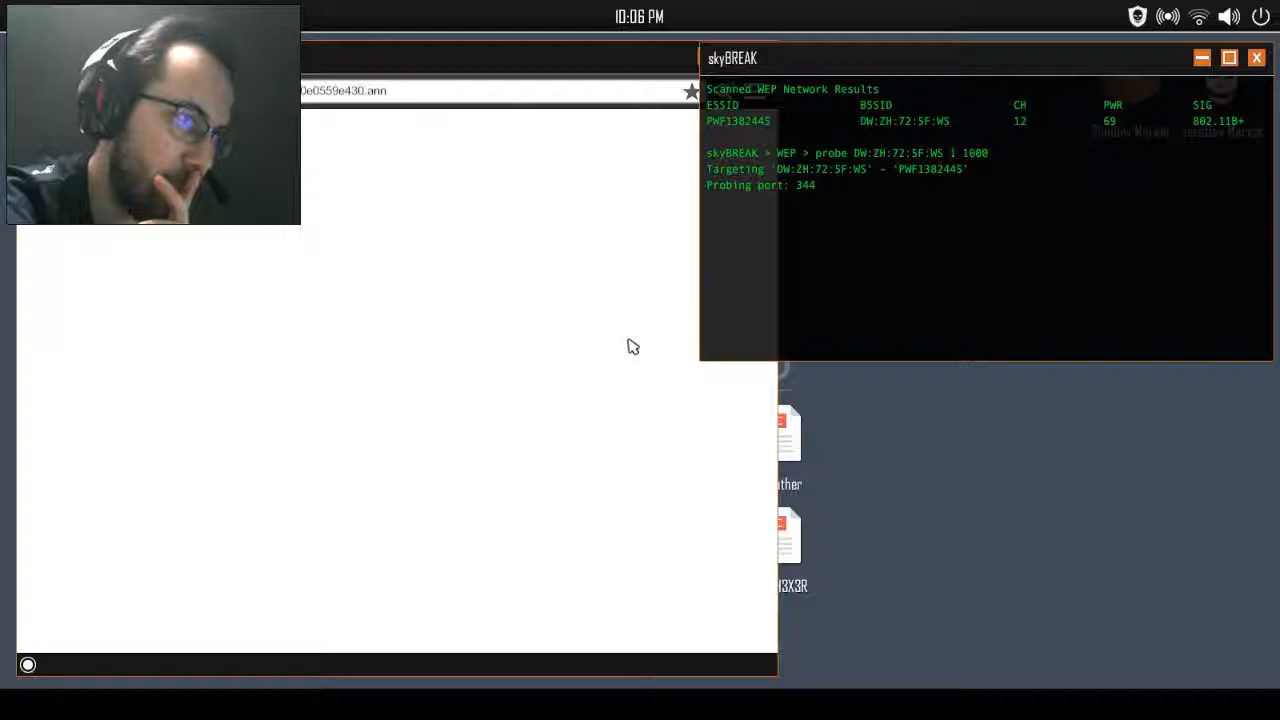 10:06 PM
skyBREAK
0e0559e430.ann
Scanned WEP Network Results
ESSID BSSID CH PWR SIG
PWF1382445 DW:ZH:72:5F:WS 12 69 802.11B+
skyBREAK > WEP > probe DW:ZH:72:5F:WS 1 1000
Targeting 'DW:ZH:72:5F:WS' - 'PWF1382445'
Probing port: 344
ther
H3X3R